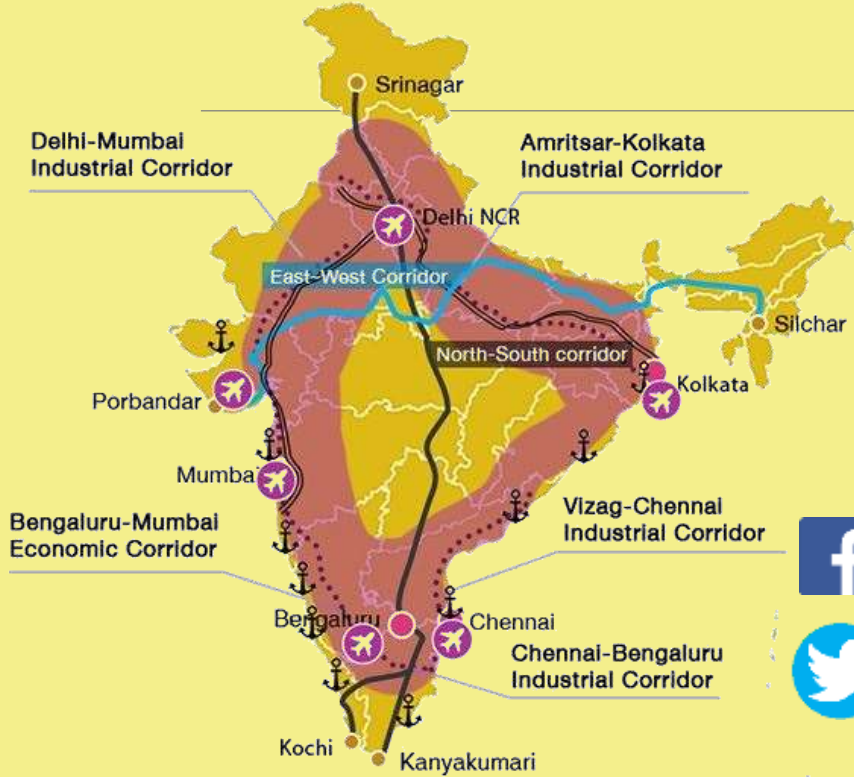 Srinagar
Delhi-Mumbai
Industrial Corridor
Amritsar-Kolkata
Industrial Corridor
Delhi NCR
East-West Corridor
Silchar
North-South corridor
Kolkata
Porbandar
Mumbai
Vizag-Chennai
Industrial Corridor
Bengaluru-Mumbai
Economic Corridor
Bengaluru
Chennai
Chennai-Bengaluru
Industrial Corridor
Kochi
Kanyakumari